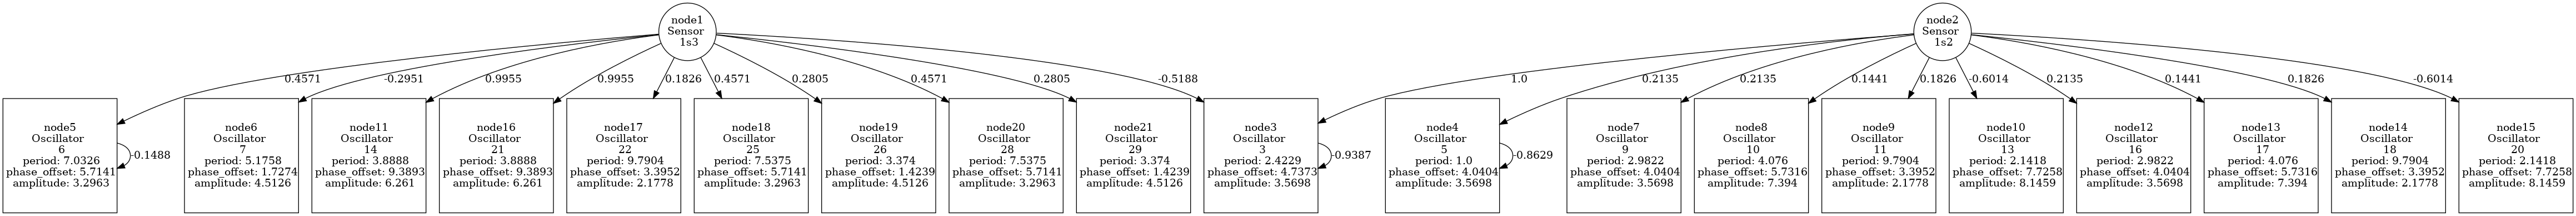 node1
Sensor
1s3
node2
Sensor
1s2
0.4571
-0.2951
0.9955
0.9955
0.1826
0.4571
0.2805
0.4571
0.2805
-0.5188
1.0
0.2135
0.2135
0.1441
0.1826
-0.6014
0.2135
0.1441
0.1826
-0.6014
node5
Oscillator
6
period: 7.0326
phase_offset: 5.7141
amplitude: 3.2963
-0.1488
node6
Oscillator
7
period: 5.1758
phase_offset: 1.7274
amplitude: 4.5126
node11
Oscillator
14
period: 3.8888
phase_offset: 9.3893
amplitude: 6.261
node16
Oscillator
21
period: 3.8888
phase_offset: 9.3893
amplitude: 6.261
node17
Oscillator
22
period: 9.7904
phase_offset: 3.3952
amplitude: 2.1778
node18
Oscillator
25
period: 7.5375
phase_offset: 5.7141
amplitude: 3.2963
node19
Oscillator
26
period: 3.374
phase_offset: 1.4239
amplitude: 4.5126
node20
Oscillator
28
period: 7.5375
phase_offset: 5.7141
amplitude: 3.2963
node21
Oscillator
29
period: 3.374
phase_offset: 1.4239
amplitude: 4.5126
node3
Oscillator
3
period: 2.4229
phase_offset: 4.7373
amplitude: 3.5698
-0.9387
node4
Oscillator
5
period: 1.0
phase_offset: 4.0404
amplitude: 3.5698
-0.8629
node7
Oscillator
9
period: 2.9822
phase_offset: 4.0404
amplitude: 3.5698
node8
Oscillator
10
period: 4.076
phase_offset: 5.7316
amplitude: 7.394
node9
Oscillator
11
period: 9.7904
phase_offset: 3.3952
amplitude: 2.1778
node10
Oscillator
13
period: 2.1418
phase_offset: 7.7258
amplitude: 8.1459
node12
Oscillator
16
period: 2.9822
phase_offset: 4.0404
amplitude: 3.5698
node13
Oscillator
17
period: 4.076
phase_offset: 5.7316
amplitude: 7.394
node14
Oscillator
18
period: 9.7904
phase_offset: 3.3952
amplitude: 2.1778
node15
Oscillator
20
period: 2.1418
phase_offset: 7.7258
amplitude: 8.1459